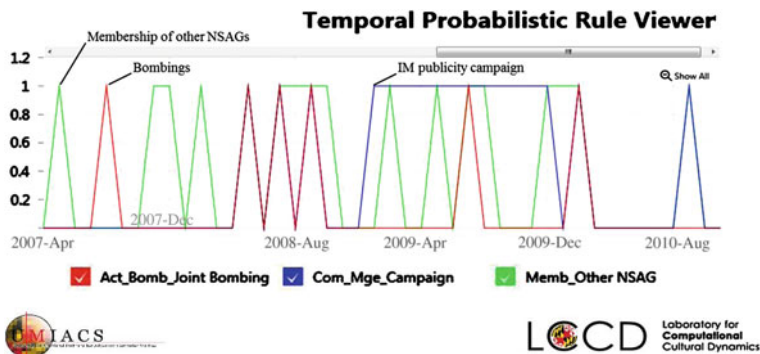 Temporal Probabilistic Rule Viewer
Membership of other NSAGs
Bombings
IM publicity campaign
Show All
1.2
1
0.8
0.6
0.4
0.2
2007-Apr
2007-Dec
2008-Aug
2009-Apr
2009-Dec
2010-Aug
Act_Bomb_Joint Bombing
Com_Mge_Campaign
Memb_Other NSAG
UMIACS
LCCD
Laboratory for
Computational
Cultural Dynamics